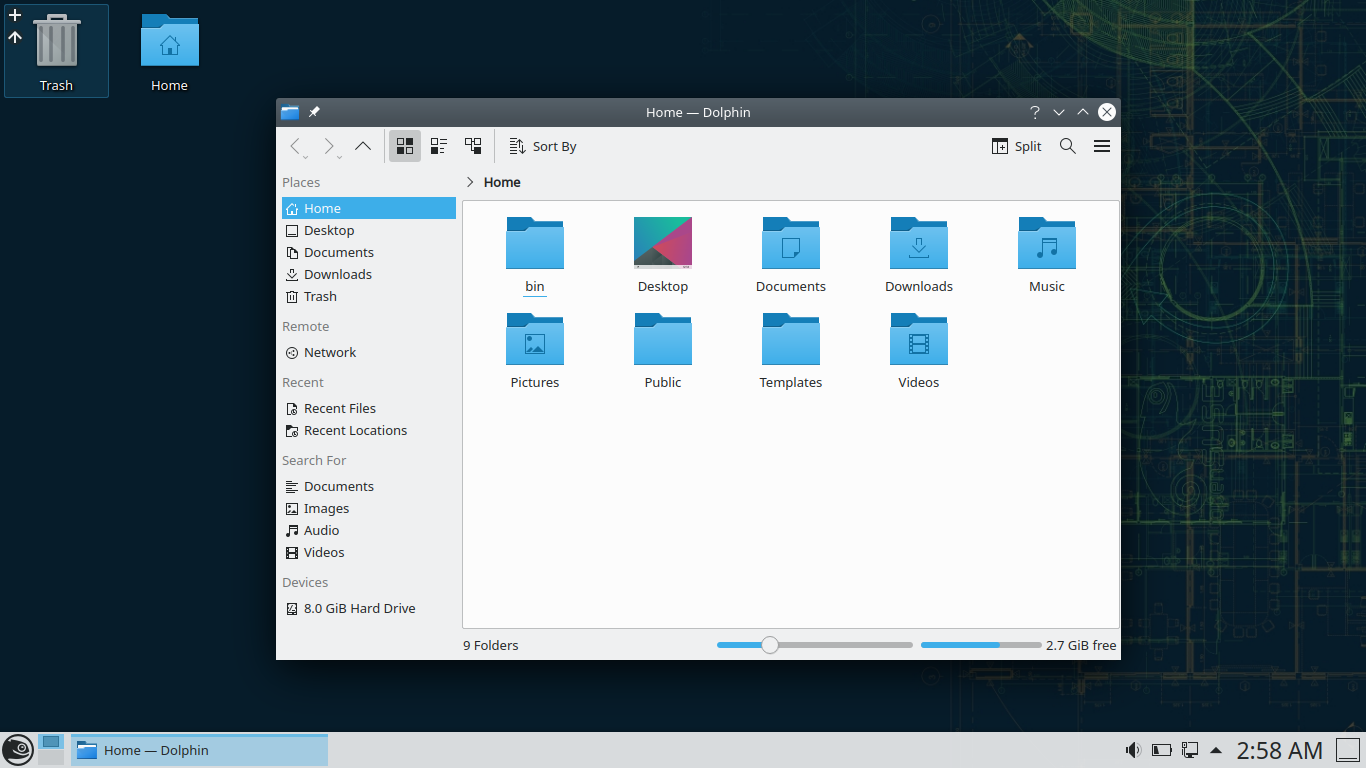 Trash
Home
Home — Dolphin
Sort By
Split
Places
Home
Home
Desktop
Documents
Downloads
Trash
Remote
Network
Recent
Recent Files
Recent Locations
Search For
Documents
Images
Audio
Videos
Devices
8.0 GiB Hard Drive
bin
Desktop
Documents
Downloads
Music
Pictures
Public
Templates
Videos
9 Folders
2.7 GiB free
Home — Dolphin
2:58 AM